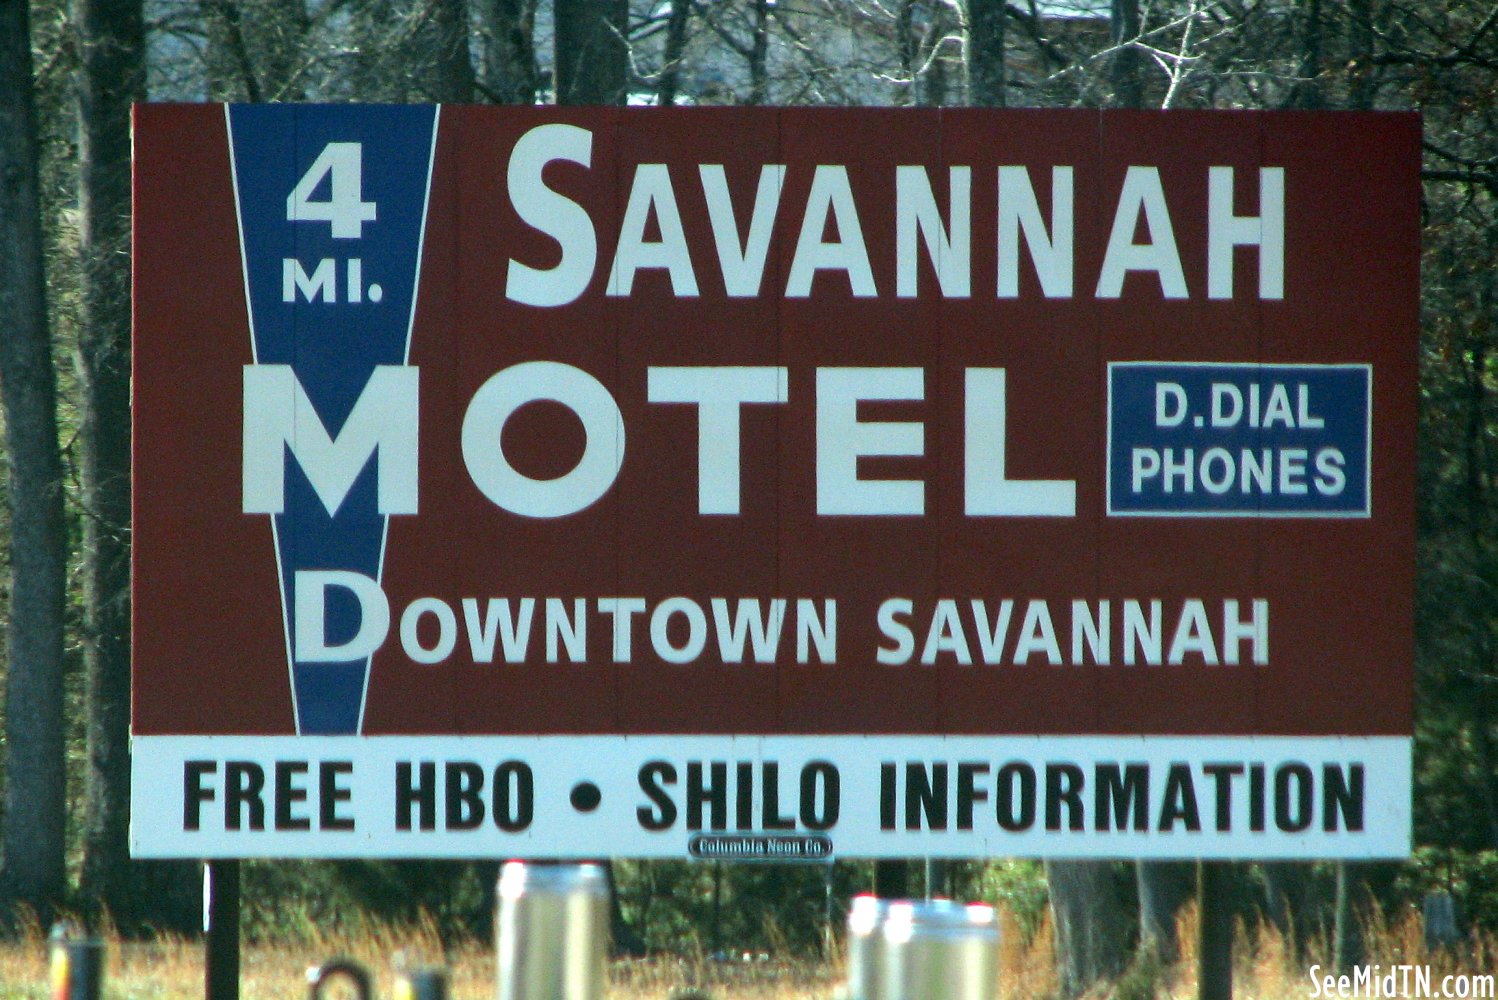 4
MI.
SAVANNAH
MOTEL
D.DIAL
PHONES
DOWNTOWN SAVANNAH
FREE HBO • SHILO INFORMATION
Columbia Neon Co.
SeeMidTN.com